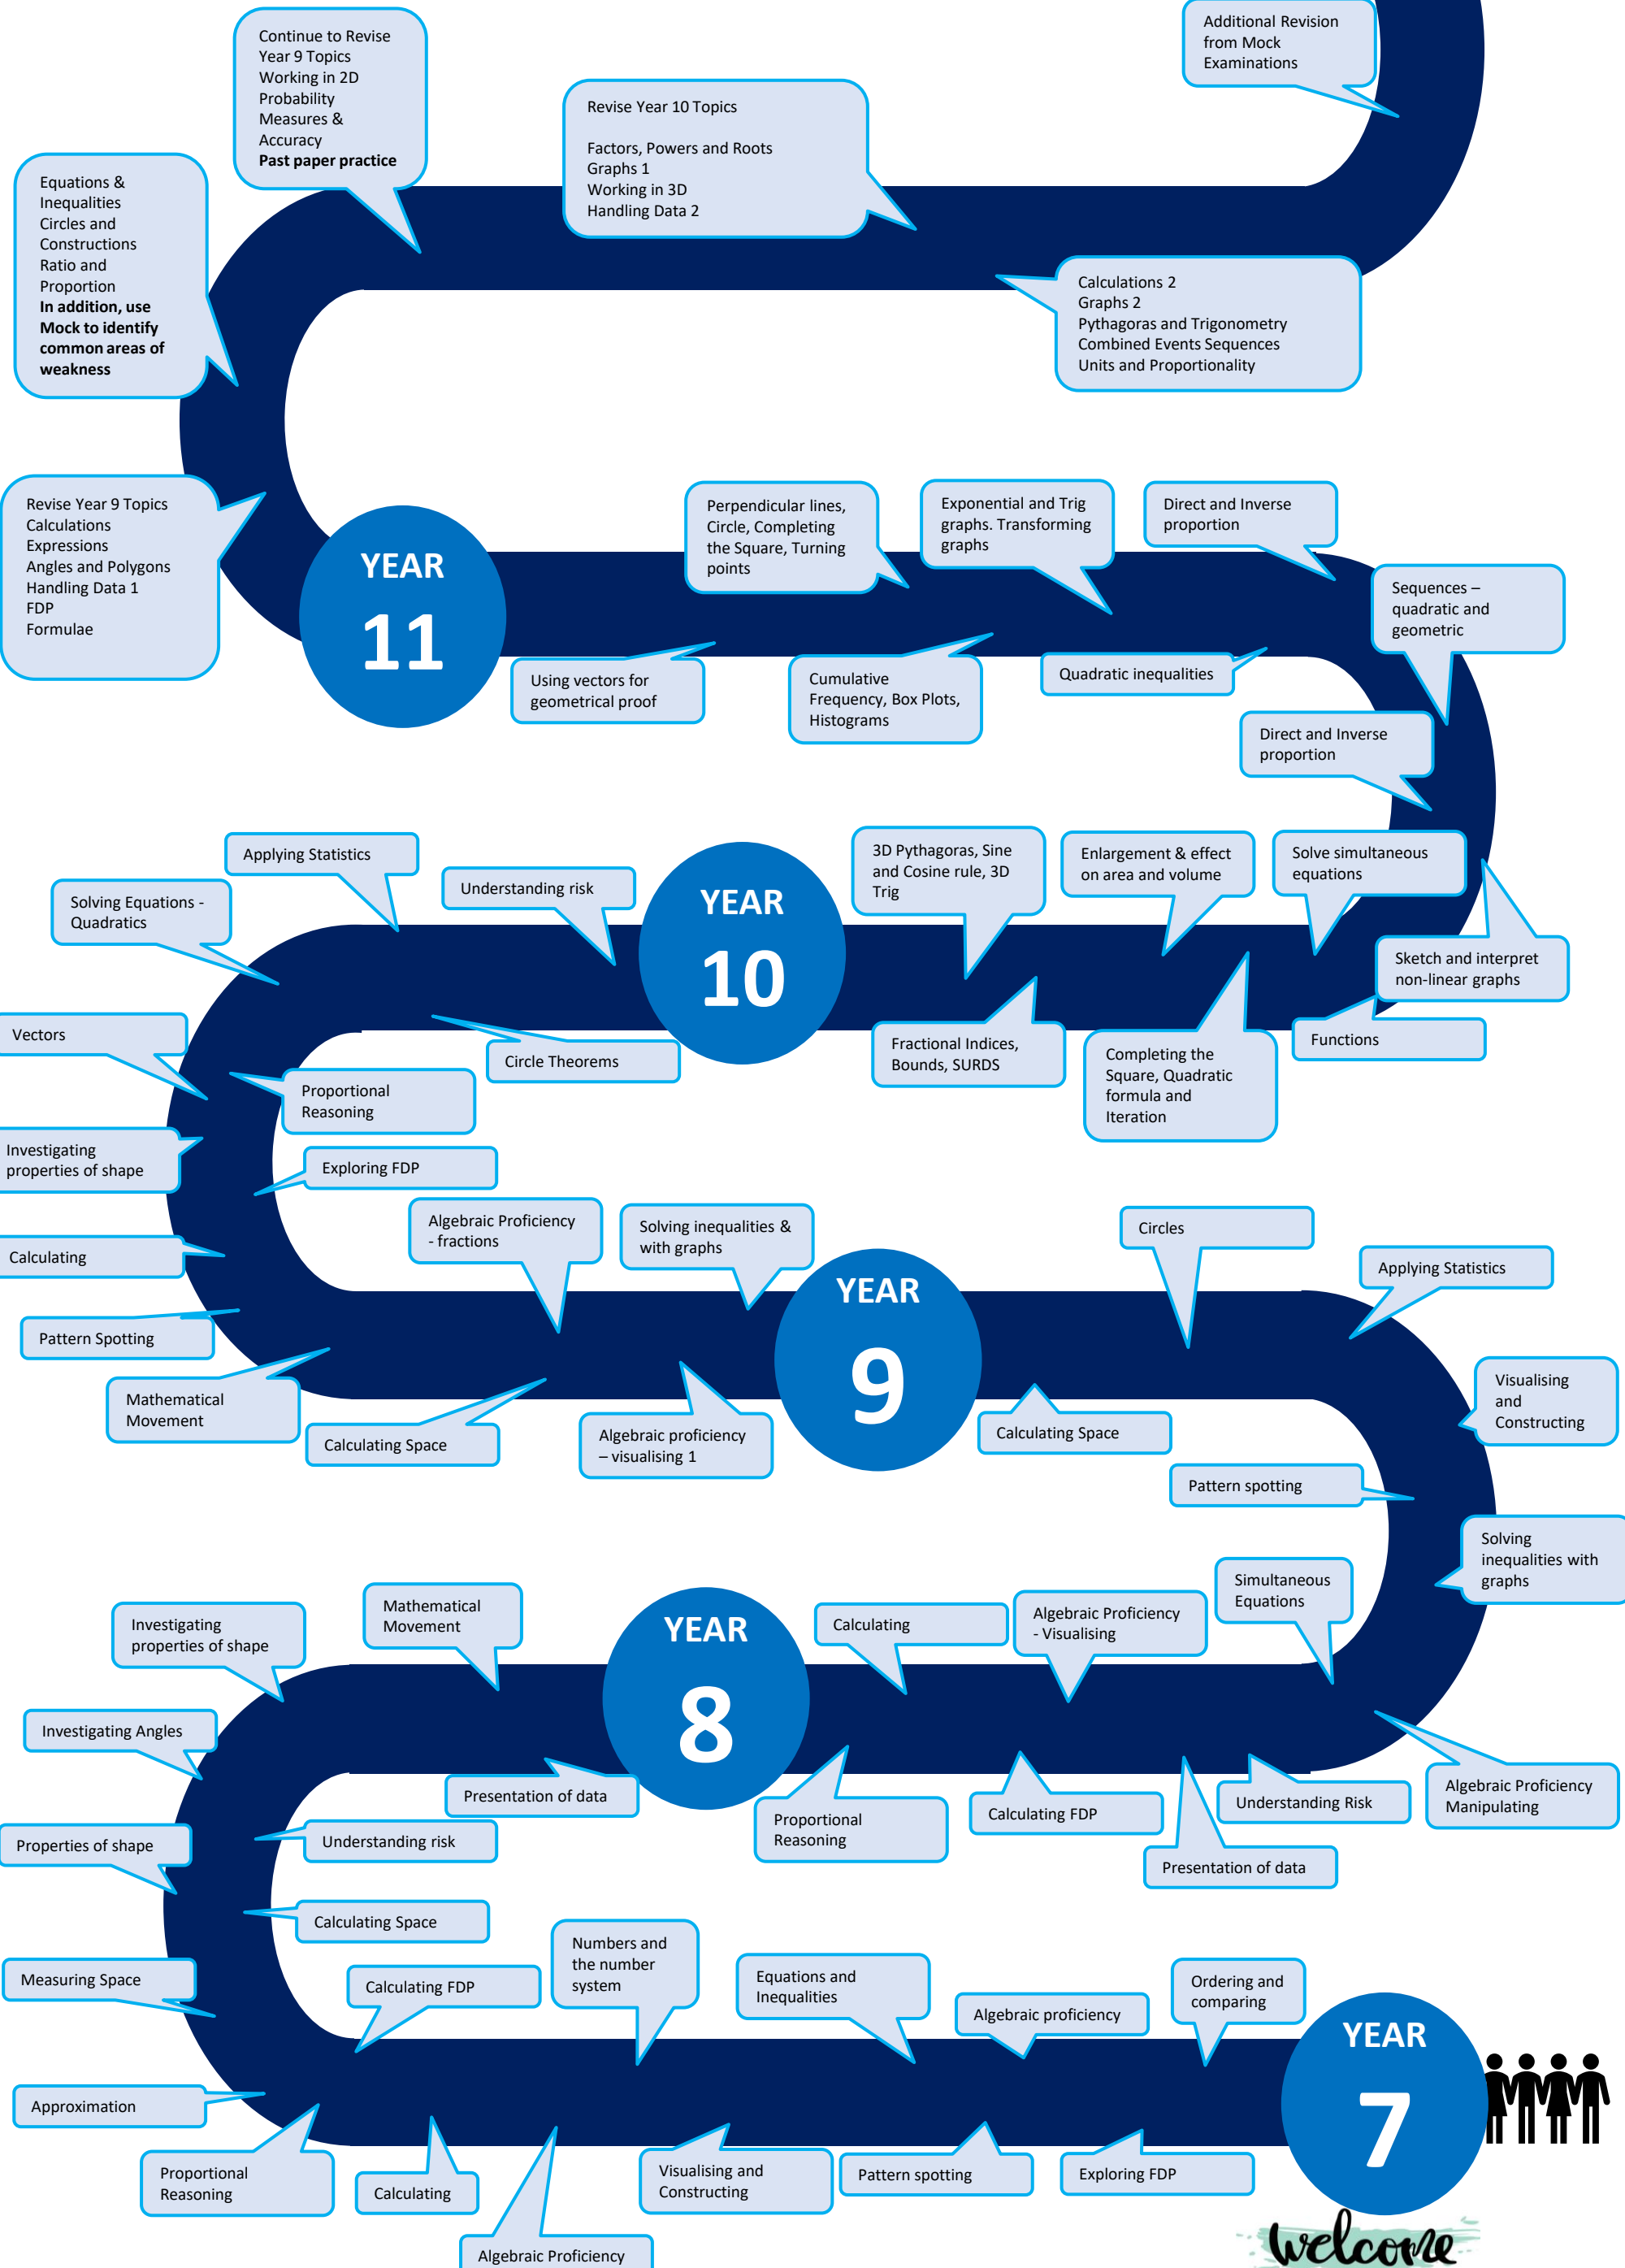 Additional Revision
from Mock
Examinations
Continue to Revise
Year 9 Topics
Working in 2D
Probability
Measures &
Accuracy
Past paper practice
Revise Year 10 Topics
Factors, Powers and Roots
Graphs 1
Working in 3D
Handling Data 2
Equations &
Inequalities
Circles and
Constructions
Ratio and
Proportion
In addition, use
Mock to identify
common areas of
weakness
Calculations 2
Graphs 2
Pythagoras and Trigonometry
Combined Events Sequences
Units and Proportionality
Revise Year 9 Topics
Calculations
Expressions
Angles and Polygons
Handling Data 1
FDP
Formulae
YEAR
11
Perpendicular lines,
Circle, Completing
the Square, Turning
points
Exponential and Trig
graphs. Transforming
graphs
Direct and Inverse
proportion
Sequences –
quadratic and
geometric
Using vectors for
geometrical proof
Cumulative
Frequency, Box Plots,
Histograms
Quadratic inequalities
Direct and Inverse
proportion
Applying Statistics
Solving Equations -
Quadratics
Understanding risk
YEAR
10
3D Pythagoras, Sine
and Cosine rule, 3D
Trig
Enlargement & effect
on area and volume
Solve simultaneous
equations
Sketch and interpret
non-linear graphs
Vectors
Circle Theorems
Fractional Indices,
Bounds, SURDS
Completing the
Square, Quadratic
formula and
Iteration
Functions
Proportional
Reasoning
Investigating
properties of shape
Exploring FDP
Calculating
Algebraic Proficiency
- fractions
Solving inequalities &
with graphs
Circles
Applying Statistics
YEAR
9
Pattern Spotting
Mathematical
Movement
Calculating Space
Algebraic proficiency
– visualising 1
Calculating Space
Visualising
and
Constructing
Pattern spotting
Solving
inequalities with
graphs
Investigating
properties of shape
Mathematical
Movement
YEAR
8
Calculating
Algebraic Proficiency
- Visualising
Simultaneous
Equations
Investigating Angles
Presentation of data
Proportional
Reasoning
Calculating FDP
Understanding Risk
Algebraic Proficiency
Manipulating
Presentation of data
Properties of shape
Understanding risk
Calculating Space
Measuring Space
Calculating FDP
Numbers and
the number
system
Equations and
Inequalities
Algebraic proficiency
Ordering and
comparing
YEAR
7
Approximation
Proportional
Reasoning
Calculating
Algebraic Proficiency
Visualising and
Constructing
Pattern spotting
Exploring FDP
welcome